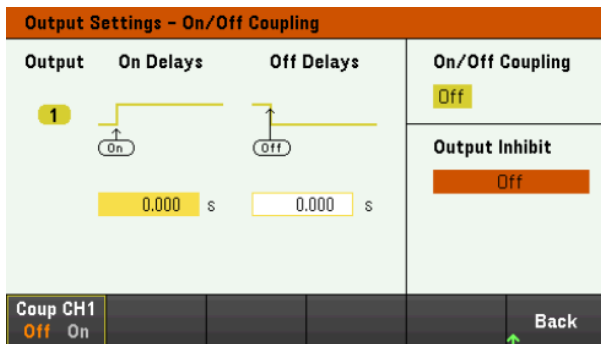 Output Settings - On/Off Coupling
Output On Delays Off Delays
1
On
Off
0.000 s
0.000 s
On/Off Coupling
Off
Output Inhibit
Off
Coup CH1
Off On
Back